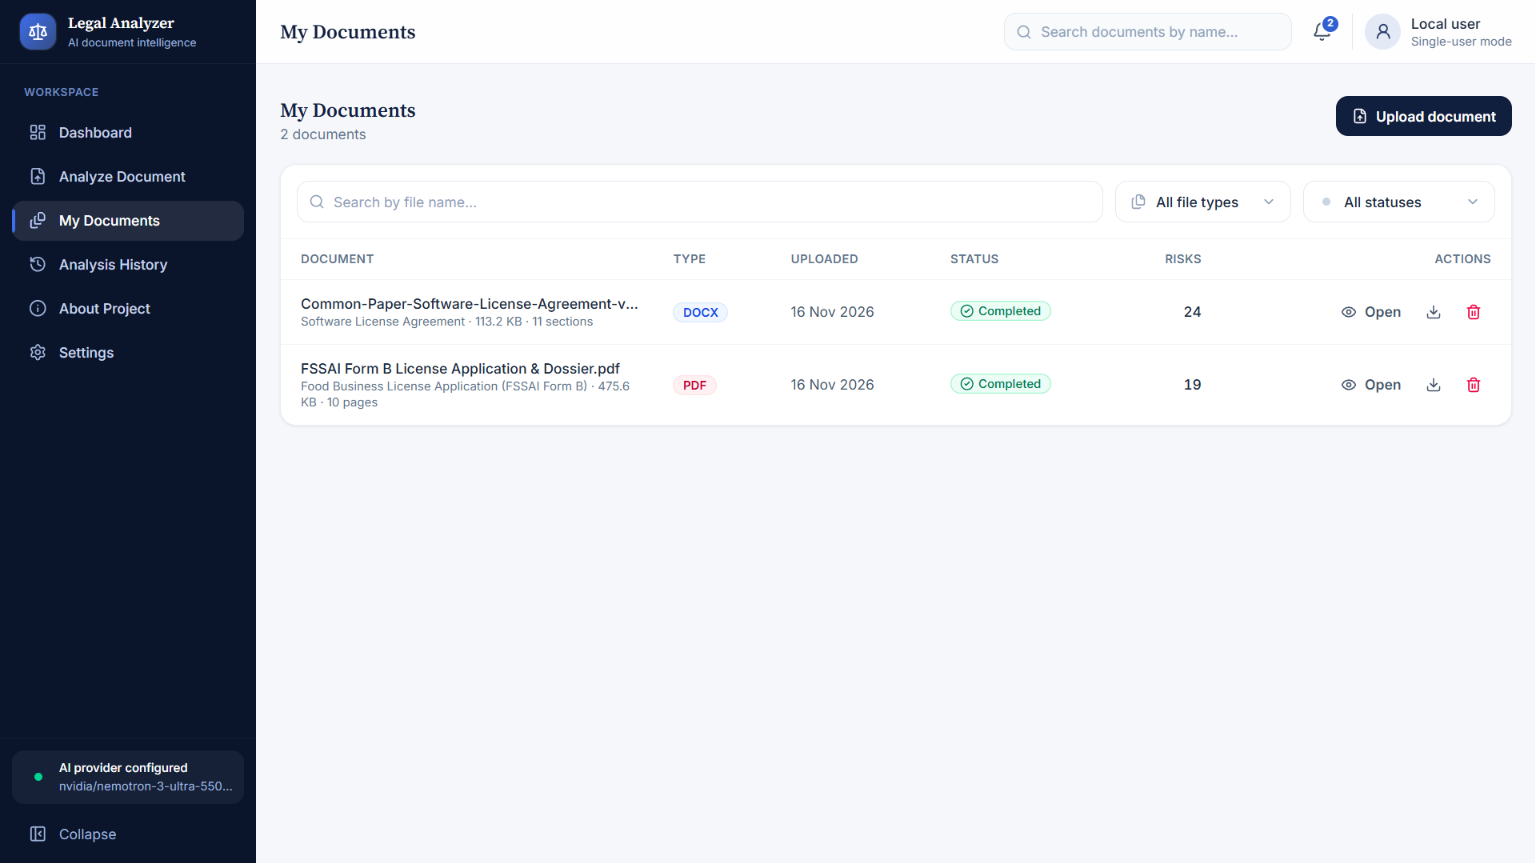 Legal Analyzer
AI document intelligence
WORKSPACE
Dashboard
Analyze Document
My Documents
Analysis History
About Project
Settings
AI provider configured
nvidia/nemotron-3-ultra-550...
Collapse
My Documents
Search documents by name...
2
Local user
Single-user mode
My Documents
2 documents
Upload document
Search by file name...
All file types
All statuses
DOCUMENT TYPE UPLOADED STATUS RISKS ACTIONS
Common-Paper-Software-License-Agreement-v...
Software License Agreement · 113.2 KB · 11 sections
DOCX
16 Nov 2026
Completed
24
Open
FSSAI Form B License Application & Dossier.pdf
Food Business License Application (FSSAI Form B) · 475.6
KB · 10 pages
PDF
16 Nov 2026
Completed
19
Open